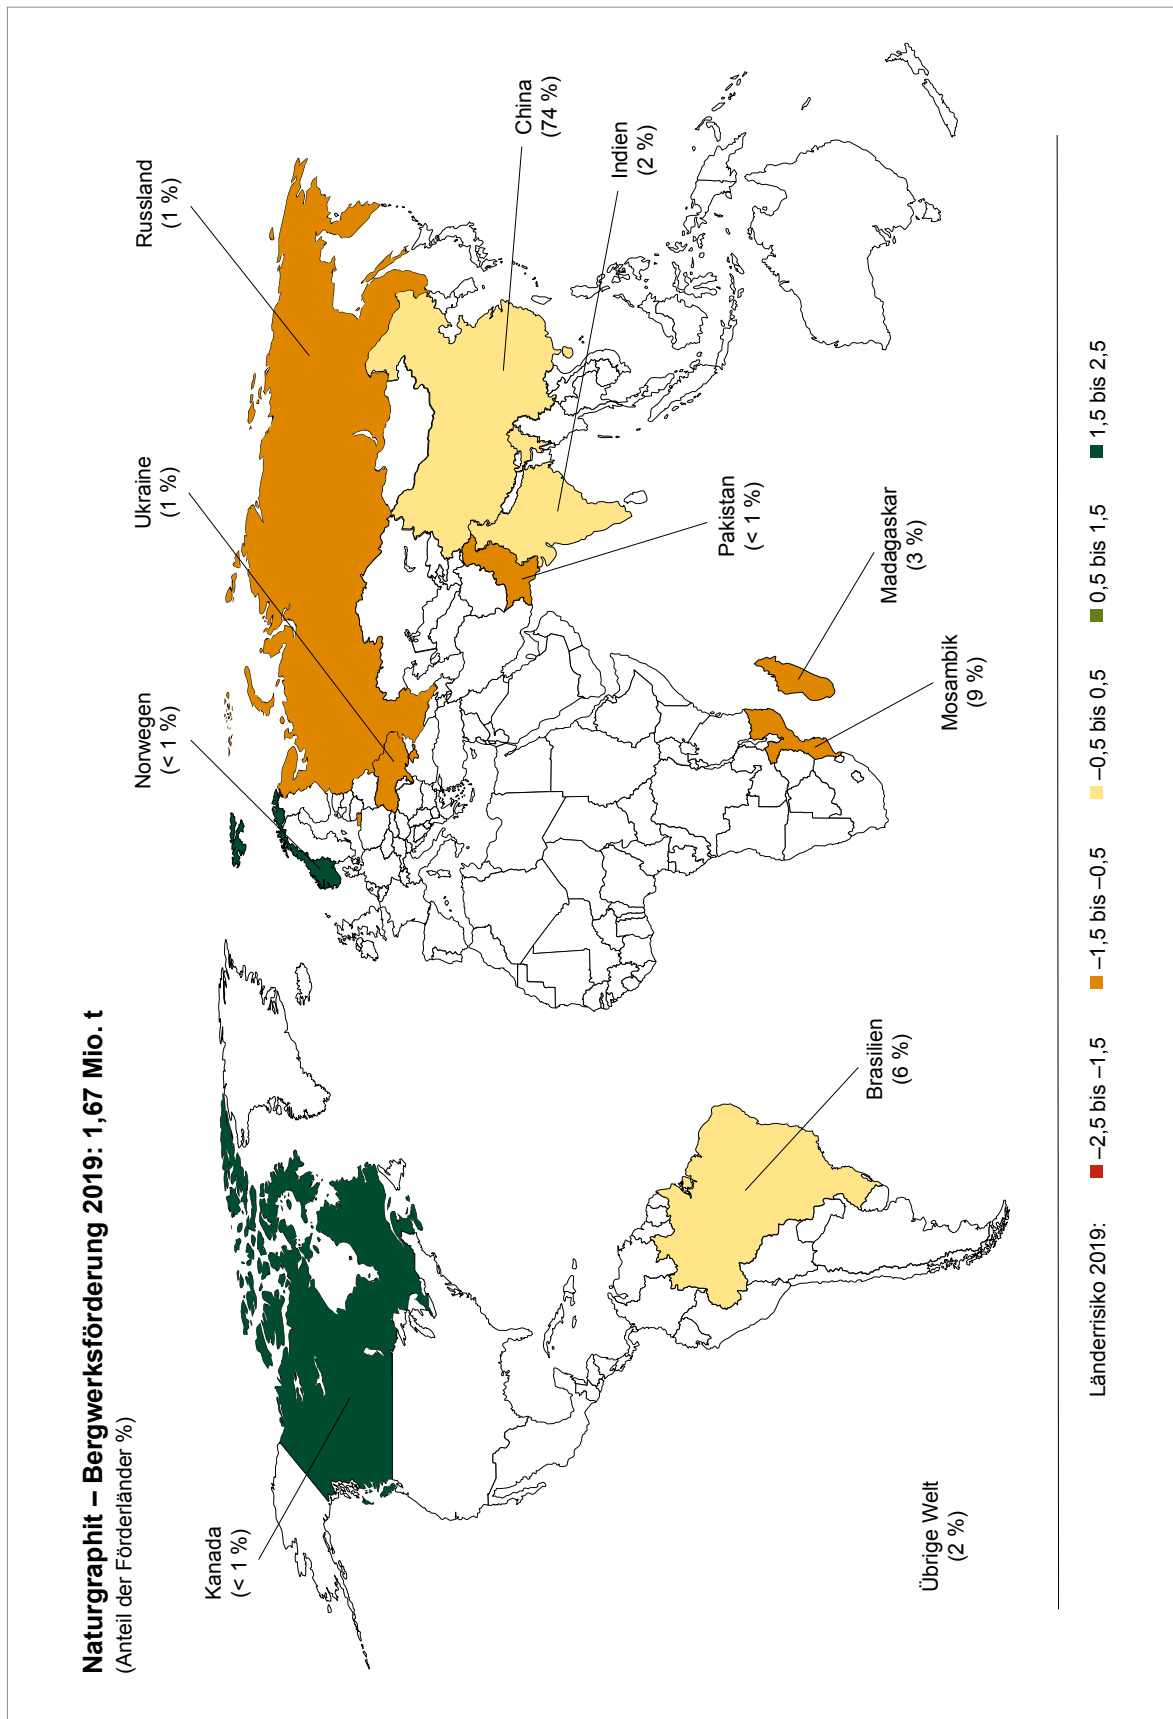 Naturgraphit – Bergwerksförderung 2019: 1,67 Mio. t
(Anteil der Förderländer %)
Kanada
(< 1 %)
Norwegen
(< 1 %)
Ukraine
(1 %)
Russland
(1 %)
China
(74 %)
Indien
(2 %)
Pakistan
(< 1 %)
Madagaskar
(3 %)
Mosambik
(9 %)
Brasilien
(6 %)
Übrige Welt
(2 %)
Länderrisiko 2019: –2,5 bis –1,5 –1,5 bis –0,5 –0,5 bis 0,5 0,5 bis 1,5 1,5 bis 2,5